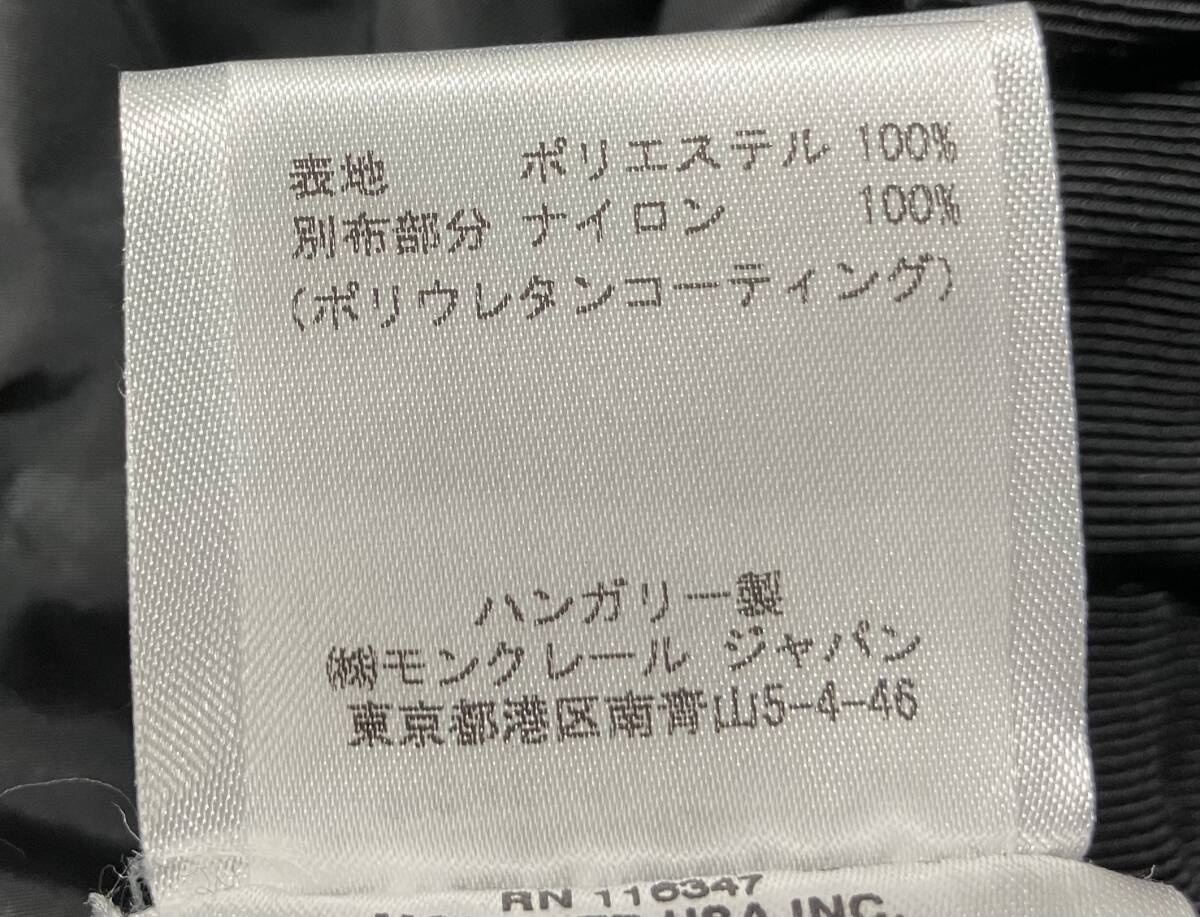 表地 ポリエステル 100%
別布部分 ナイロン 100%
(ポリウレタンコーティング)
ハンガリー製
㈱モンクレール ジャパン
東京都港区南青山5-4-46
RN 116347
USA INC.